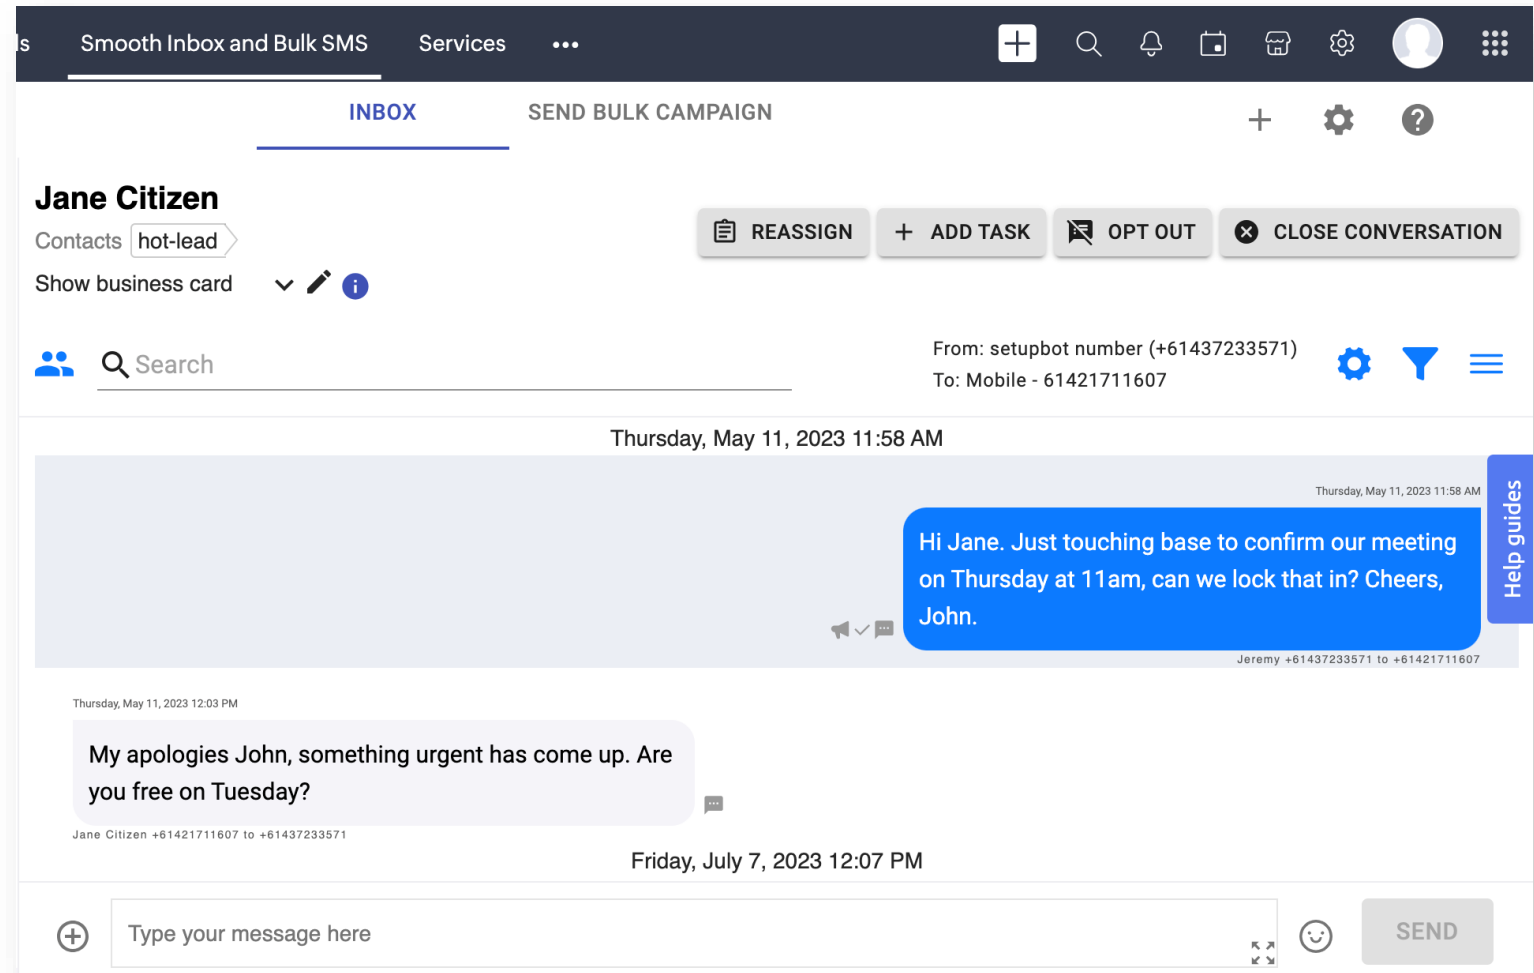 ls Smooth Inbox and Bulk SMS Services
INBOX SEND BULK CAMPAIGN
Jane Citizen
Contacts hot-lead
REASSIGN ADD TASK OPT OUT CLOSE CONVERSATION
Show business card
Search
From: setupbot number (+61437233571)
To: Mobile - 61421711607
Thursday, May 11, 2023 11:58 AM
Thursday, May 11, 2023 11:58 AM
Hi Jane. Just touching base to confirm our meeting
on Thursday at 11am, can we lock that in? Cheers,
John.
Jeremy +61437233571 to +61421711607
Help guides
Thursday, May 11, 2023 12:03 PM
My apologies John, something urgent has come up. Are
you free on Tuesday?
Jane Citizen +61421711607 to +61437233571
Friday, July 7, 2023 12:07 PM
Type your message here
SEND